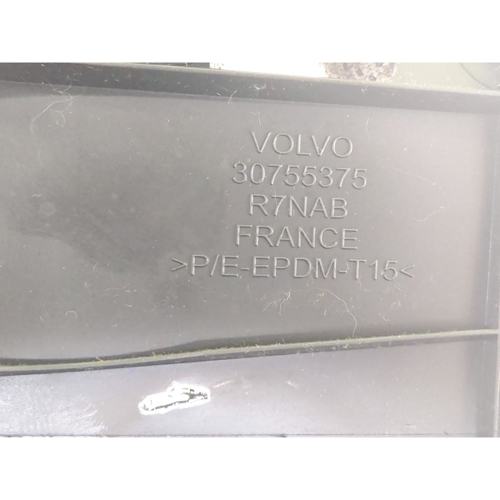 VOLVO
30755375
R7NAB
FRANCE
>P/E-EPDM-T15<